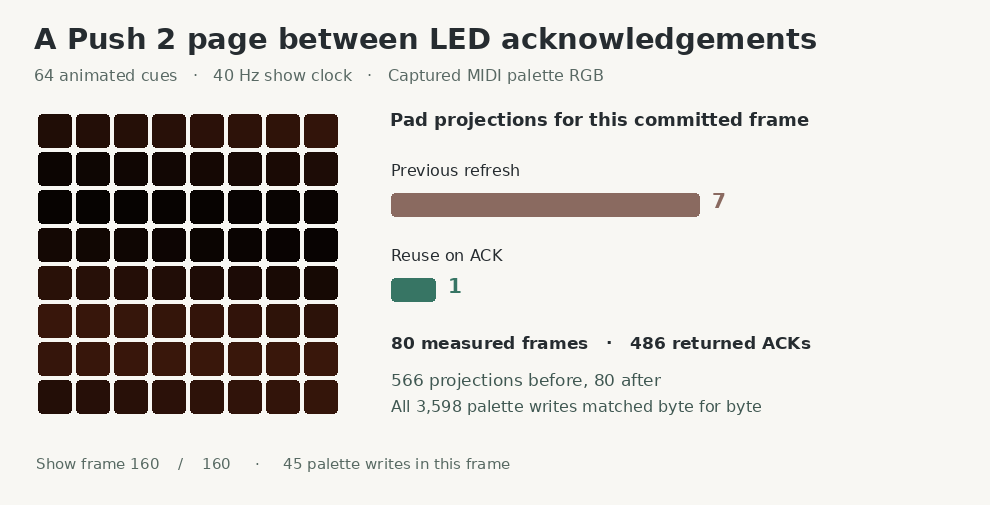 A Push 2 page between LED acknowledgements
64 animated cues · 40 Hz show clock · Captured MIDI palette RGB
Pad projections for this committed frame
Previous refresh
7
Reuse on ACK
1
80 measured frames · 486 returned ACKs
566 projections before, 80 after
All 3,598 palette writes matched byte for byte
Show frame 160 / 160 · 45 palette writes in this frame